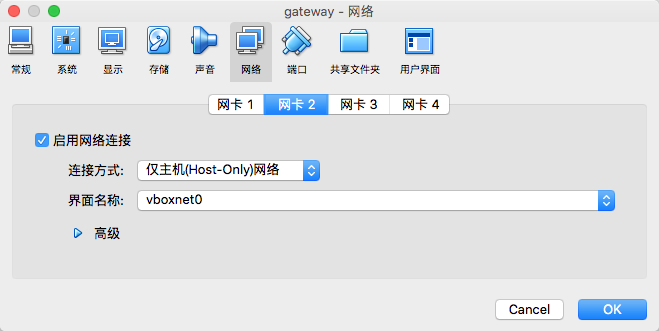 gateway - 网络
常规 系统 显示 存储 声音 网络 端口 共享文件夹 用户界面
网卡 1 网卡 2 网卡 3 网卡 4
启用网络连接
连接方式: 仅主机(Host-Only)网络
界面名称: vboxnet0
高级
Cancel OK